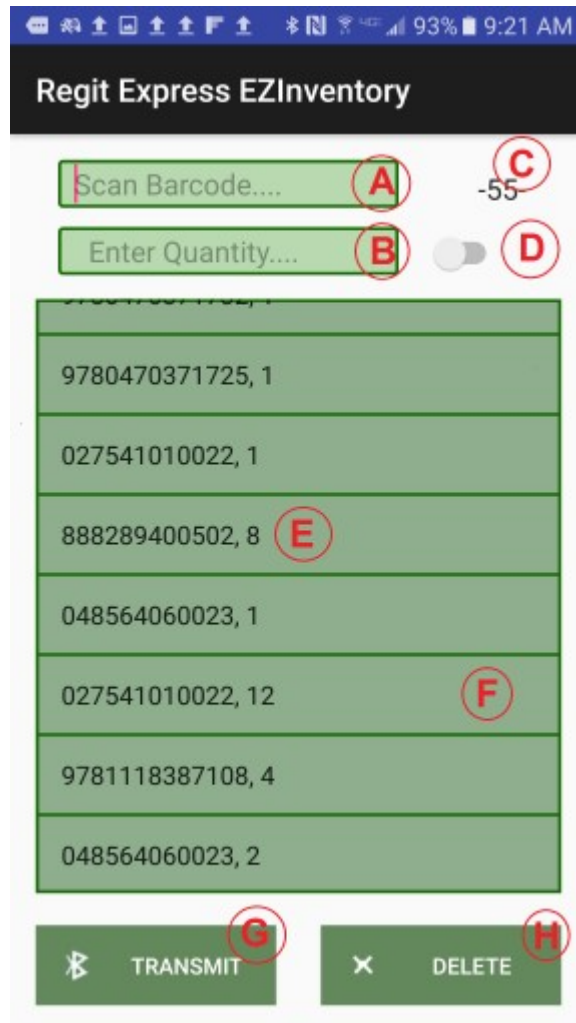 93% 9:21 AM
Regit Express EZInventory
Scan Barcode.... A -55- C
Enter Quantity.... B D
9780470371725, 1
027541010022, 1
888289400502, 8 E
048564060023, 1
027541010022, 12 F
9781118387108, 4
048564060023, 2
TRANSMIT G DELETE H